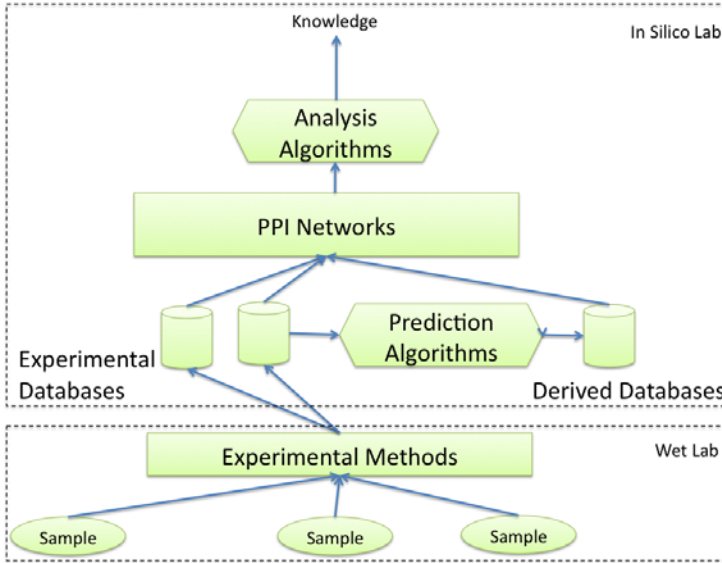 Knowledge
In Silico Lab
Analysis
Algorithms
PPI Networks
Prediction
Algorithms
Experimental
Databases
Derived Databases
Experimental Methods
Wet Lab
Sample
Sample
Sample